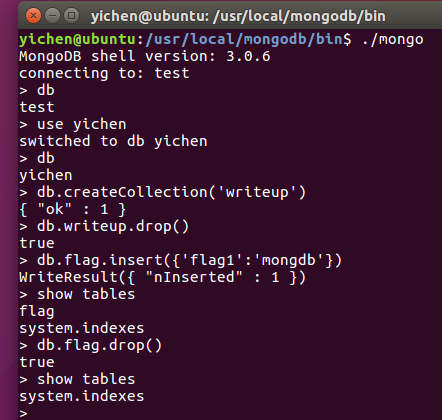 yichen@ubuntu: /usr/local/mongodb/bin
yichen@ubuntu:/usr/local/mongodb/bin$ ./mongo
MongoDB shell version: 3.0.6
connecting to: test
> db
test
> use yichen
switched to db yichen
> db
yichen
> db.createCollection('writeup')
{ "ok" : 1 }
> db.writeup.drop()
true
> db.flag.insert({'flag1':'mongdb'})
WriteResult({ "nInserted" : 1 })
> show tables
flag
system.indexes
> db.flag.drop()
true
> show tables
system.indexes
>